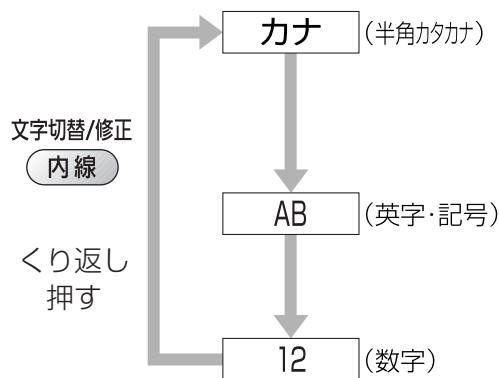 カナ
(半角カタカナ)
文字切替/修正
内線
AB
(英字・記号)
くり返し
押す
12
(数字)